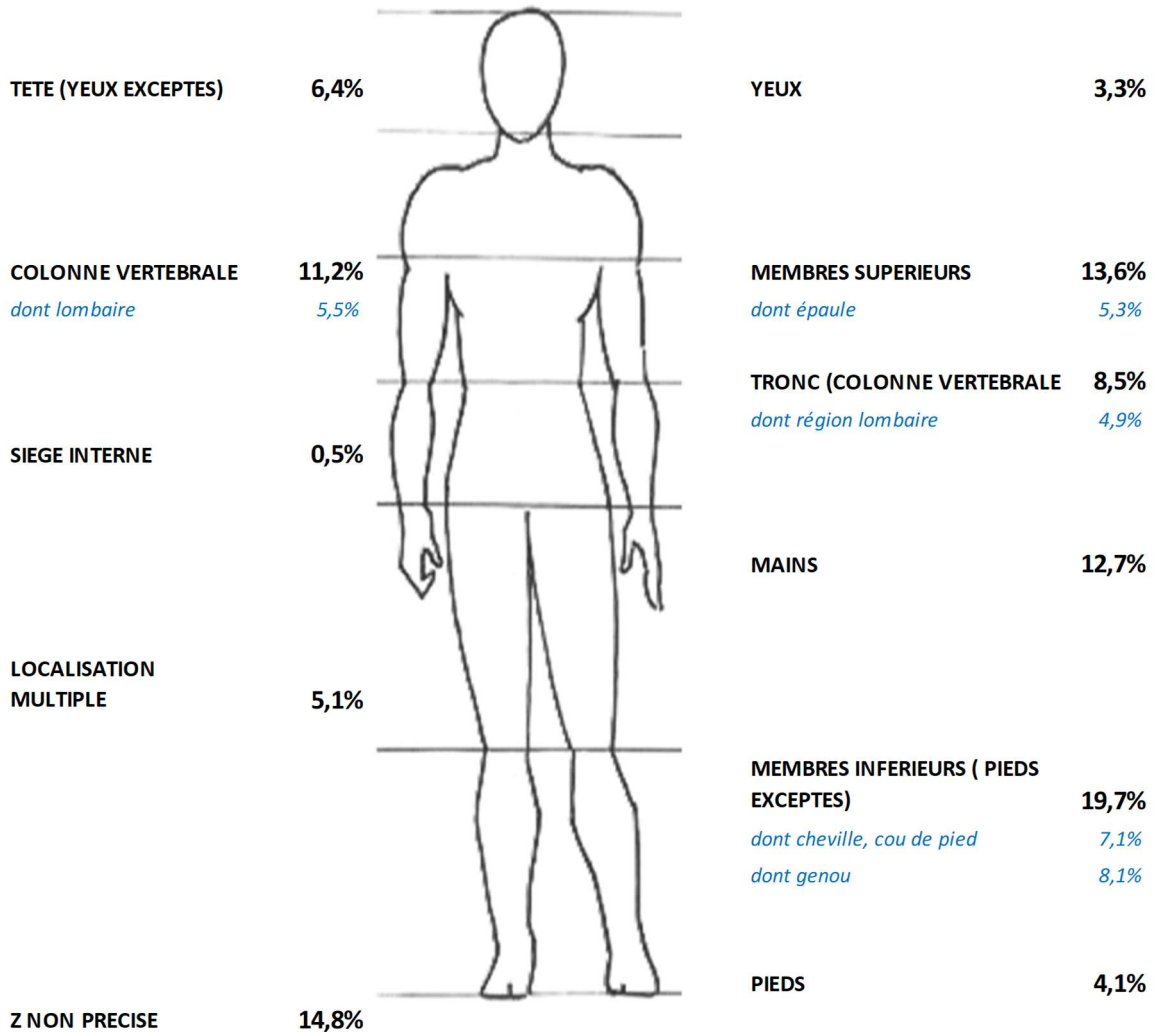 TETE (YEUX EXCEPTES) 6,4%
YEUX 3,3%
COLONNE VERTEBRALE 11,2%
dont lombaire 5,5%
MEMBRES SUPERIEURS 13,6%
dont épaule 5,3%
TRONC (COLONNE VERTEBRALE 8,5%
dont région lombaire 4,9%
SIEGE INTERNE 0,5%
MAINS 12,7%
LOCALISATION
MULTIPLE 5,1%
MEMBRES INFERIEURS ( PIEDS
EXCEPTES) 19,7%
dont cheville, cou de pied 7,1%
dont genou 8,1%
PIEDS 4,1%
Z NON PRECISE 14,8%